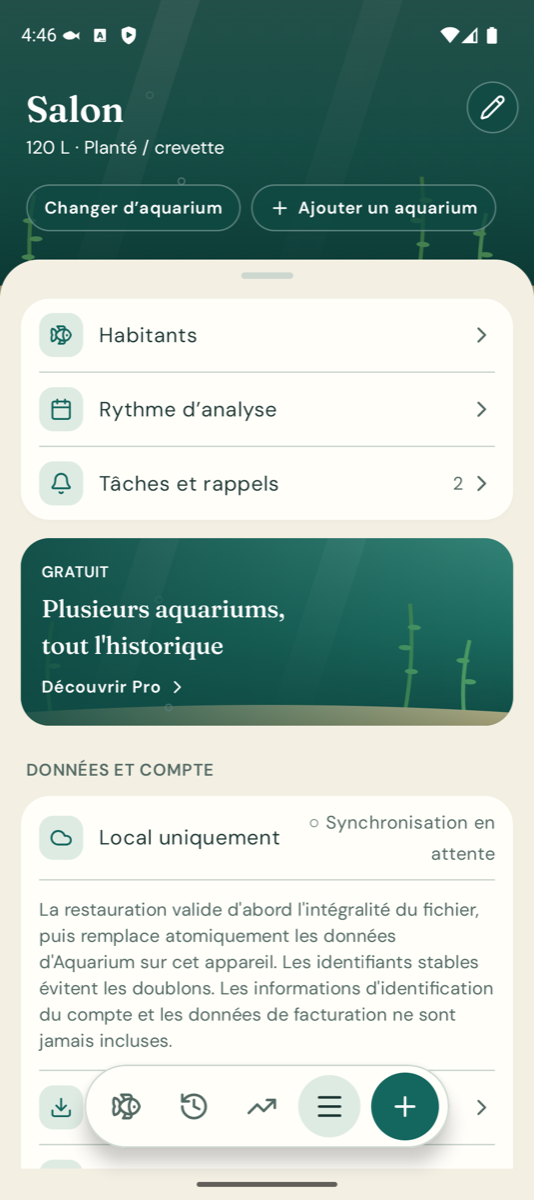 4:46
Salon
120 L · Planté / crevette
Changer d’aquarium
+ Ajouter un aquarium
Habitants
Rythme d’analyse
Tâches et rappels
2
GRATUIT
Plusieurs aquariums,
tout l'historique
Découvrir Pro
DONNÉES ET COMPTE
Local uniquement
○ Synchronisation en
attente
La restauration valide d'abord l'intégralité du fichier,
puis remplace atomiquement les données
d'Aquarium sur cet appareil. Les identifiants stables
évitent les doublons. Les informations d'identification
du compte et les données de facturation ne sont
jamais incluses.